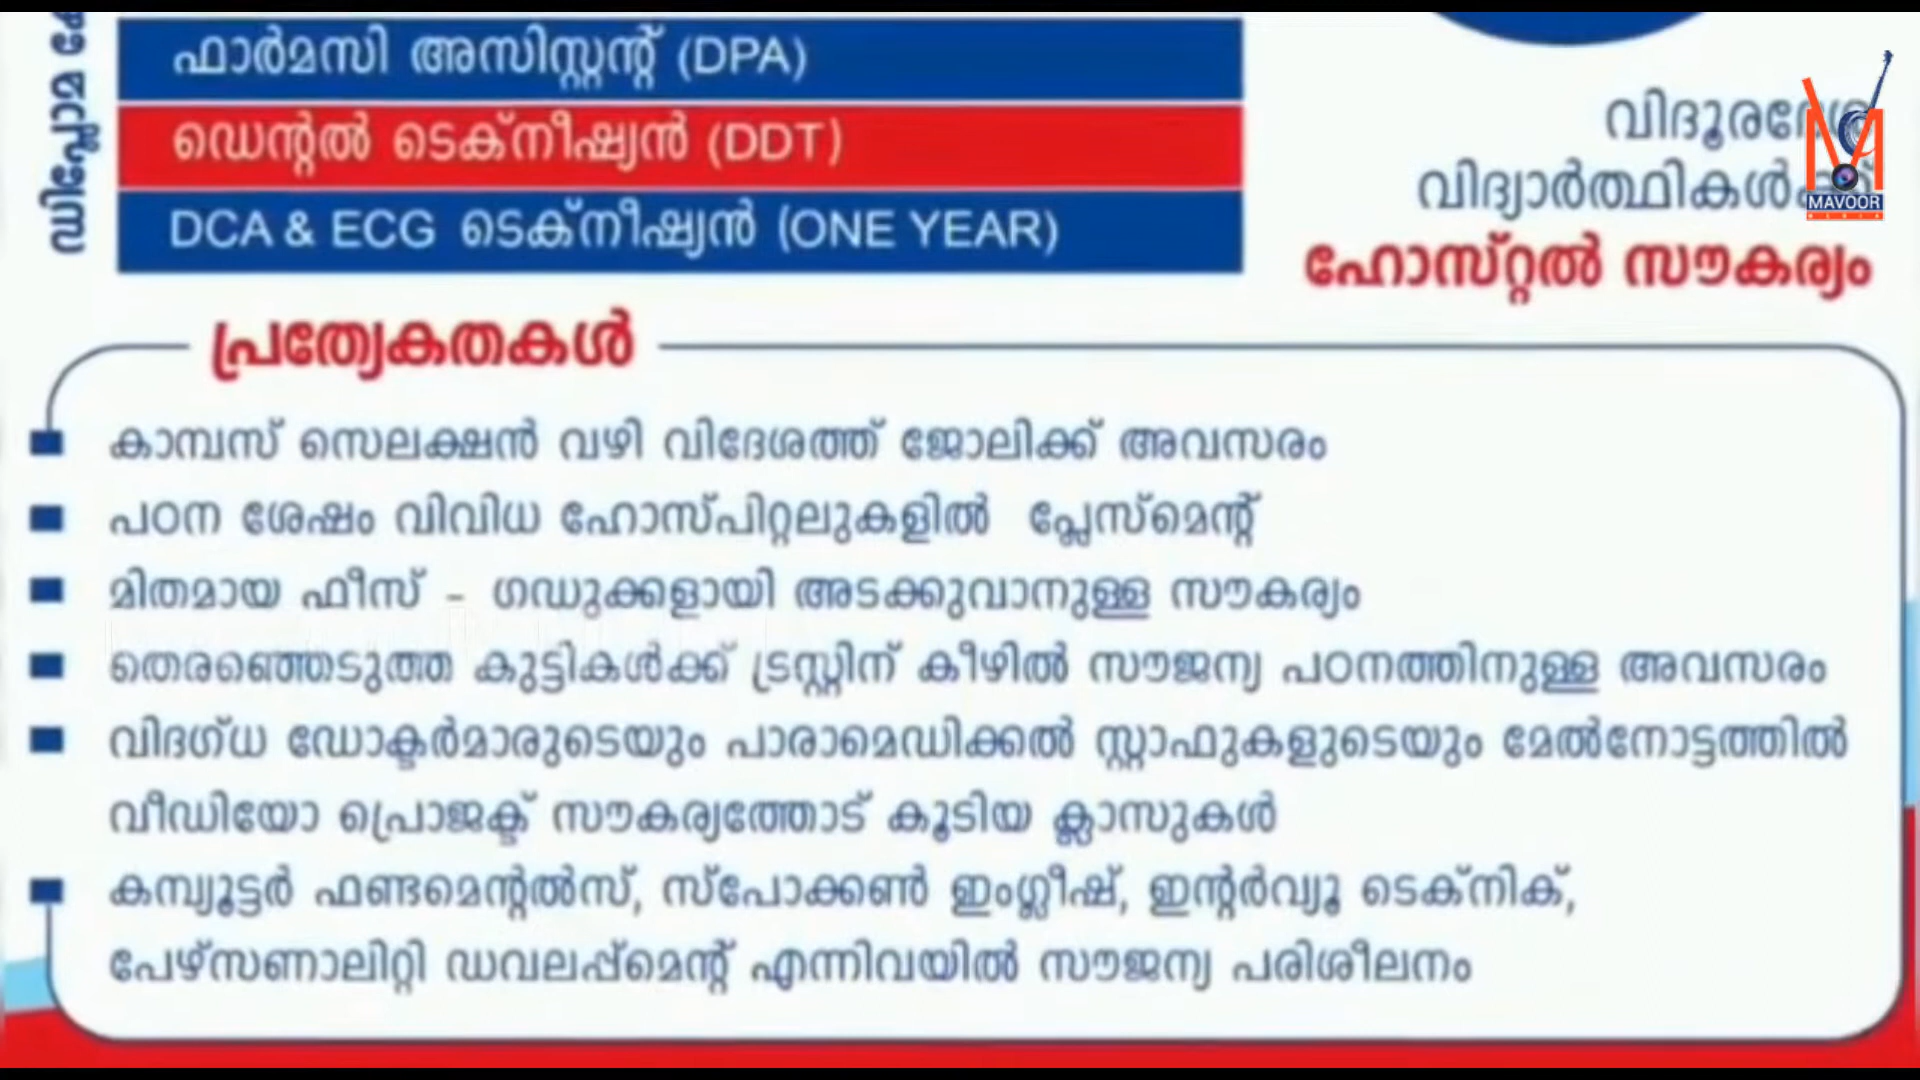 ഡിപ്ലോമ
ഫാർമസി അസിസ്റ്റന്റ് (DPA)
ഡെന്റൽ ടെക്നീഷ്യൻ (DDT)
DCA & ECG ടെക്നീഷ്യൻ (ONE YEAR)
വിദ്യാർത്ഥികൾക്ക്
ഹോസ്റ്റൽ സൗകര്യം
MAVOOR
MEDIA
പ്രത്യേകതകൾ
കാമ്പസ് സെലക്ഷൻ വഴി വിദേശത്ത് ജോലിക്ക് അവസരം
പഠന ശേഷം വിവിധ ഹോസ്പിറ്റലുകളിൽ പ്ലേസ്മെന്റ്
മിതമായ ഫീസ് - ഗഡുക്കളായി അടക്കുവാനുള്ള സൗകര്യം
തെരഞ്ഞെടുത്ത കുട്ടികൾക്ക് ട്രസ്റ്റിന് കീഴിൽ സൗജന്യ പഠനത്തിനുള്ള അവസരം
വിദഗ്ധ ഡോക്ടർമാരുടെയും പാരാമെഡിക്കൽ സ്റ്റാഫുകളുടെയും മേൽനോട്ടത്തിൽ
വീഡിയോ പ്രൊജക്ട് സൗകര്യത്തോട് കൂടിയ ക്ലാസുകൾ
കമ്പ്യൂട്ടർ ഫണ്ടമെന്റൽസ്, സ്പോക്കൺ ഇംഗ്ലീഷ്, ഇന്റർവ്യൂ ടെക്നിക്,
പേഴ്സണാലിറ്റി ഡവലപ്പ്മെന്റ് എന്നിവയിൽ സൗജന്യ പരിശീലനം